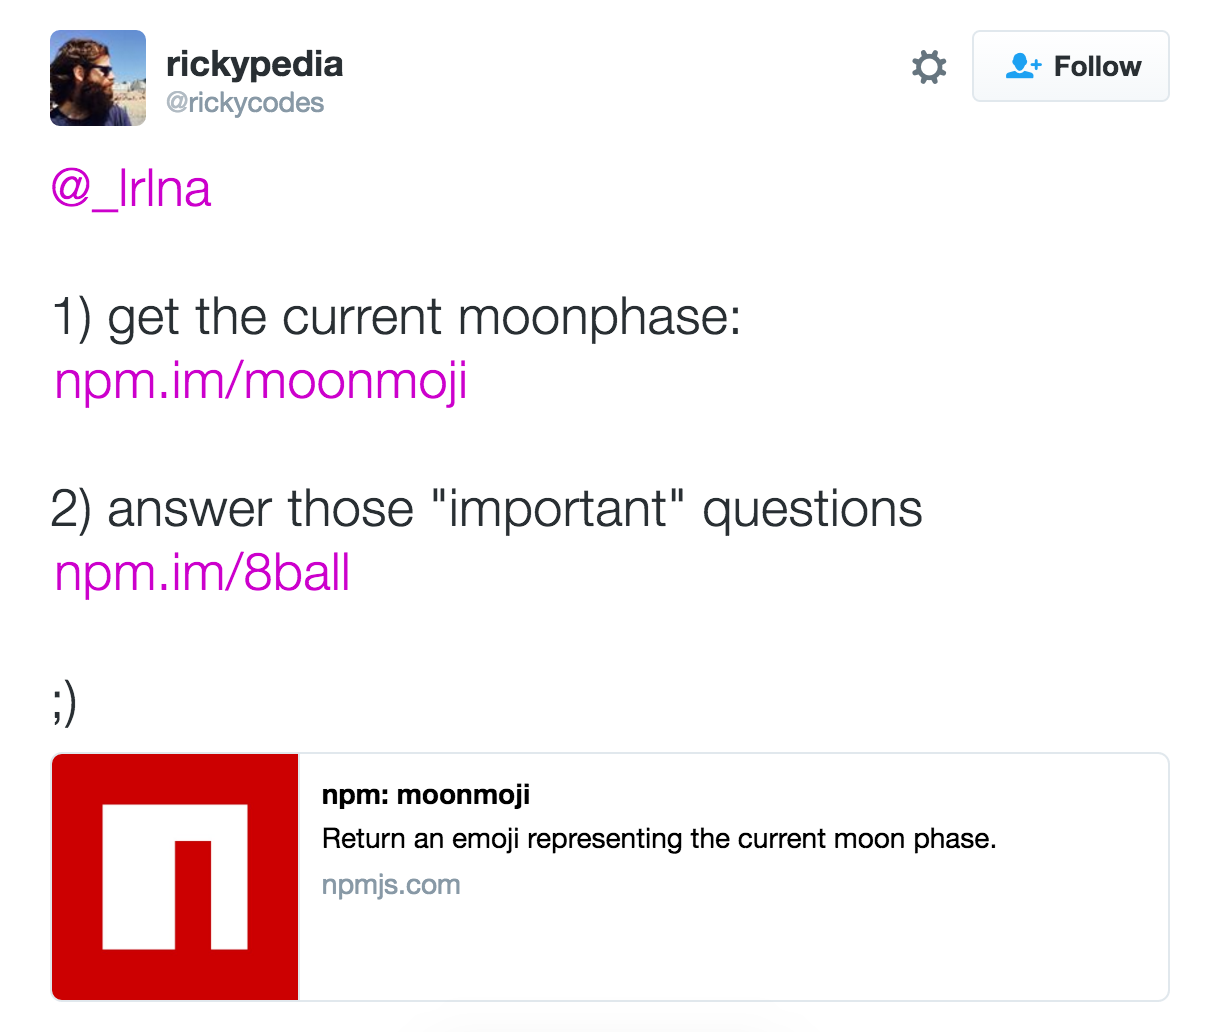 rickypedia
@rickycodes
Follow
@_lrlna
1) get the current moonphase:
npm.im/moonmoji
2) answer those "important" questions
npm.im/8ball
;)
npm: moonmoji
Return an emoji representing the current moon phase.
npmjs.com